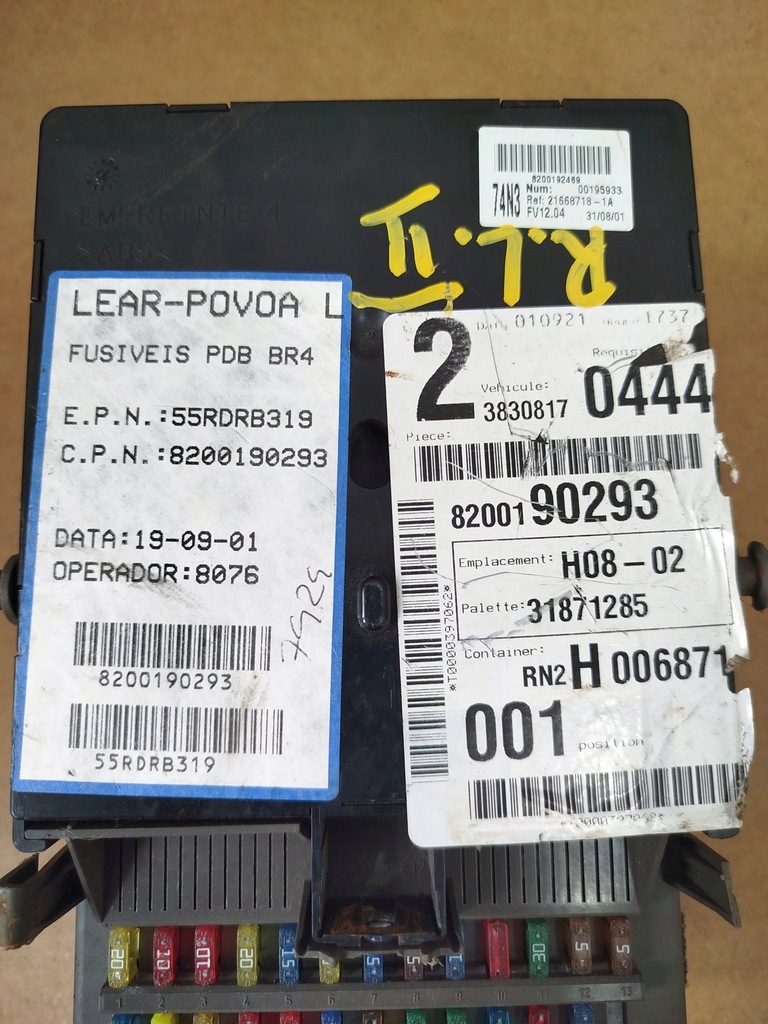 EMPREINTE 4
>ABS<
8200192469
74N3
Num: 00195933
Ref: 21668718-1A
FV12.04 31/08/01
R.L.II
LEAR-POVOA L
FUSIVEIS PDB BR4
E.P.N.:55RDRB319
C.P.N.:8200190293
DATA:19-09-01
OPERADOR:8076
7929
8200190293
55RDRB319
2
010921 1737
Vehicule:
3830817
0444
Piece:
8200190293
Emplacement: H08-02
Palette: 31871285
*T0000397062*
Container:
RN2 H 006871
001 position
20
10
10
20
15
5
5
30
5
5
1 2 3 4 5 6 7 8 9 10 11 12 13